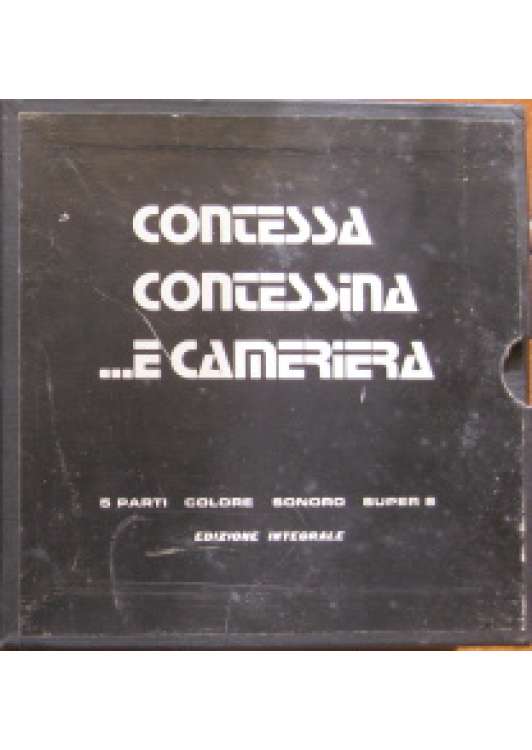 CONTESSA
CONTESSINA
...E CAMERIERA
5 PARTI COLORE SONORO SUPER 8
EDIZIONE INTEGRALE